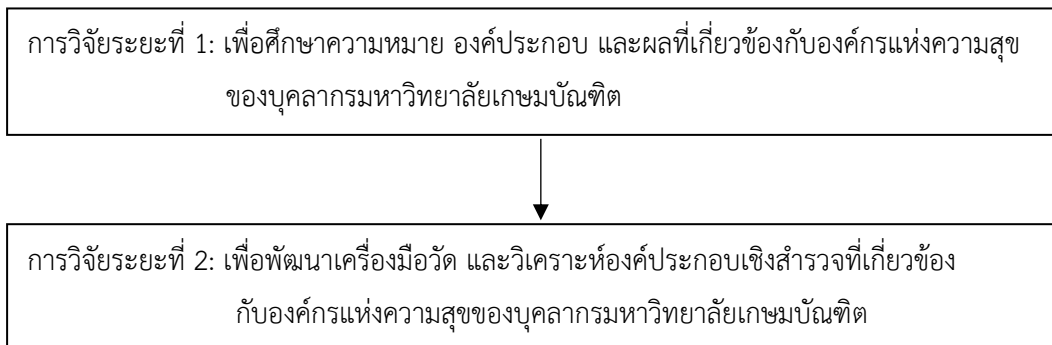 การวิจัยระยะที่ 1: เพื่อศึกษาความหมาย องค์ประกอบ และผลที่เกี่ยวข้องกับองค์กรแห่งความสุข
ของบุคลากรมหาวิทยาลัยเกษมบัณฑิต
การวิจัยระยะที่ 2: เพื่อพัฒนาเครื่องมือวัด และวิเคราะห์องค์ประกอบเชิงสำรวจที่เกี่ยวข้อง
กับองค์กรแห่งความสุขของบุคลากรมหาวิทยาลัยเกษมบัณฑิต